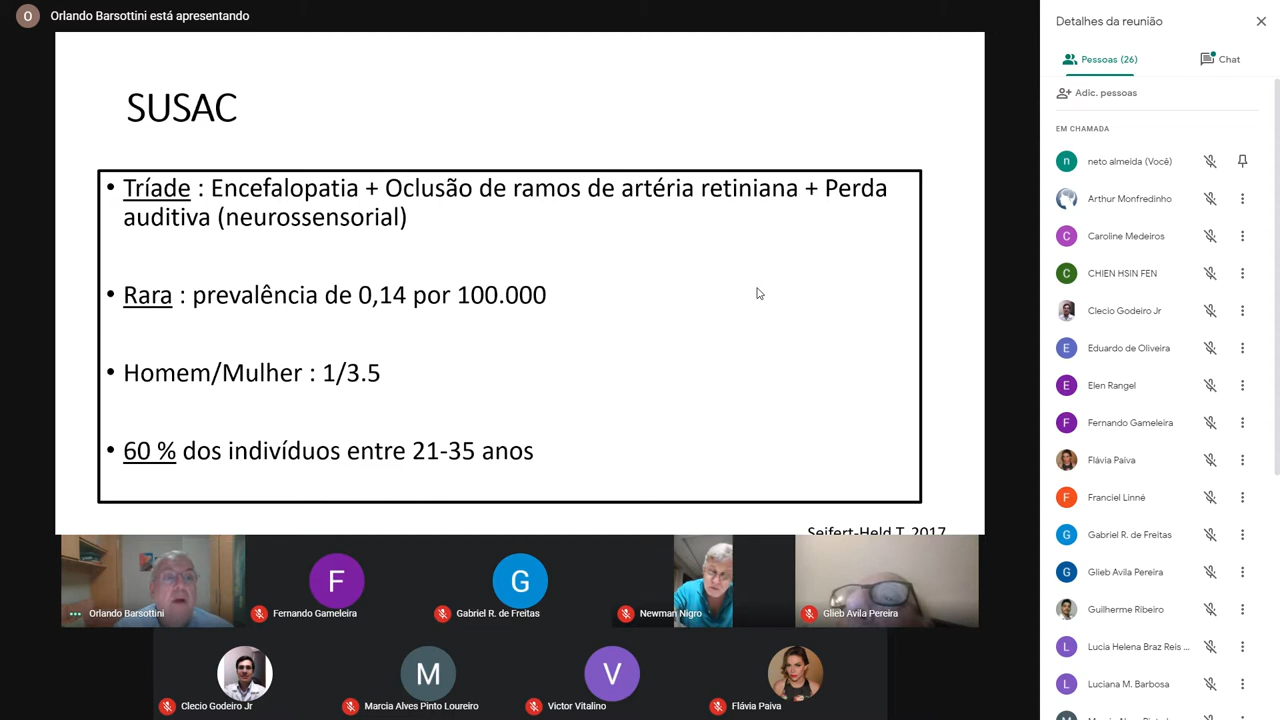 O
Orlando Barsottini está apresentando
SUSAC
• Tríade : Encefalopatia + Oclusão de ramos de artéria retiniana + Perda
auditiva (neurossensorial)
• Rara : prevalência de 0,14 por 100.000
• Homem/Mulher : 1/3.5
• 60 % dos indivíduos entre 21-35 anos
Seifert-Held T, 2017
Orlando Barsottini
F
Fernando Gameleira
G
Gabriel R. de Freitas
Newman Nigro
Glieb Avila Pereira
Clecio Godeiro Jr
M
Marcia Alves Pinto Loureiro
V
Victor Vitalino
Flávia Paiva
Detalhes da reunião
Pessoas (26)
Chat
Adic. pessoas
EM CHAMADA
n
neto almeida (Você)
Arthur Monfredinho
C
Caroline Medeiros
C
CHIEN HSIN FEN
Clecio Godeiro Jr
E
Eduardo de Oliveira
E
Elen Rangel
F
Fernando Gameleira
Flávia Paiva
F
Franciel Linné
G
Gabriel R. de Freitas
G
Glieb Avila Pereira
Guilherme Ribeiro
L
Lucia Helena Braz Reis ...
L
Luciana M. Barbosa